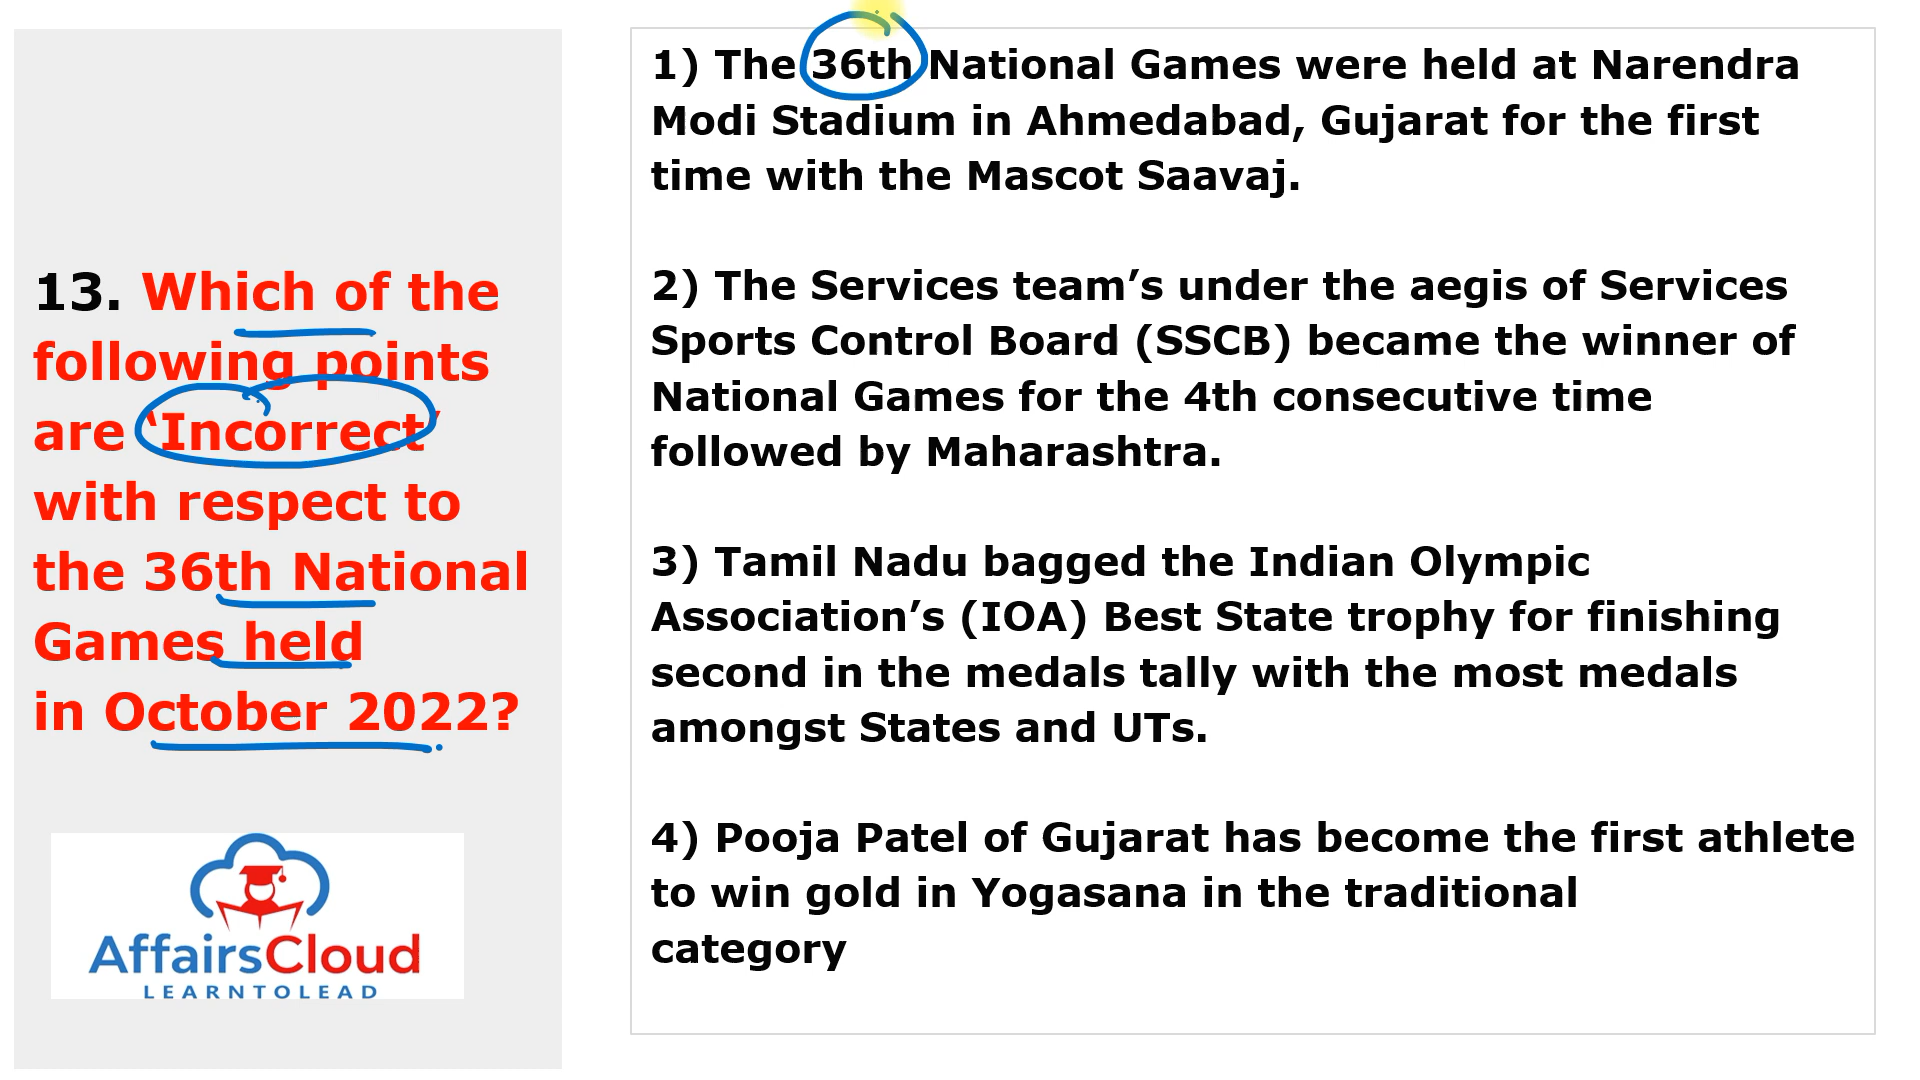 13. Which of the
following points
are ‘Incorrect’
with respect to
the 36th National
Games held
in October 2022?
AffairsCloud
LEARNTOLEAD
1) The 36th National Games were held at Narendra
Modi Stadium in Ahmedabad, Gujarat for the first
time with the Mascot Saavaj.
2) The Services team’s under the aegis of Services
Sports Control Board (SSCB) became the winner of
National Games for the 4th consecutive time
followed by Maharashtra.
3) Tamil Nadu bagged the Indian Olympic
Association’s (IOA) Best State trophy for finishing
second in the medals tally with the most medals
amongst States and UTs.
4) Pooja Patel of Gujarat has become the first athlete
to win gold in Yogasana in the traditional
category